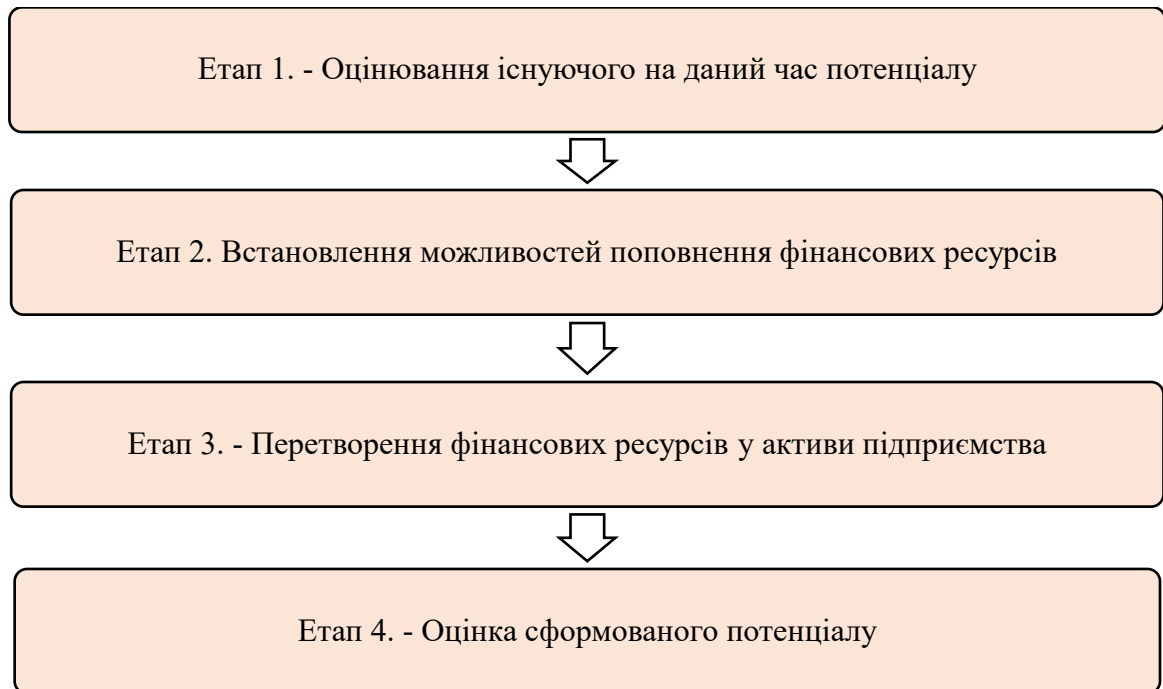 Етап 1. - Оцінювання існуючого на даний час потенціалу
Етап 2. Встановлення можливостей поповнення фінансових ресурсів
Етап 3. - Перетворення фінансових ресурсів у активи підприємства
Етап 4. - Оцінка сформованого потенціалу